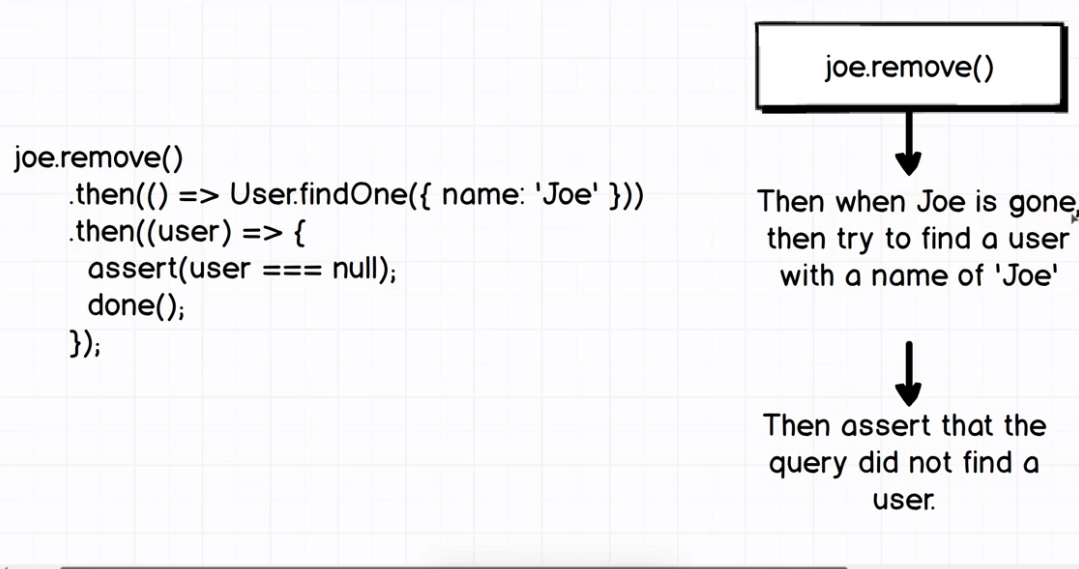 joe.remove()
.then(() => User.findOne({ name: 'Joe' }))
.then((user) => {
assert(user === null);
done();
});
joe.remove()
Then when Joe is gone,
then try to find a user
with a name of 'Joe'
Then assert that the
query did not find a
user.